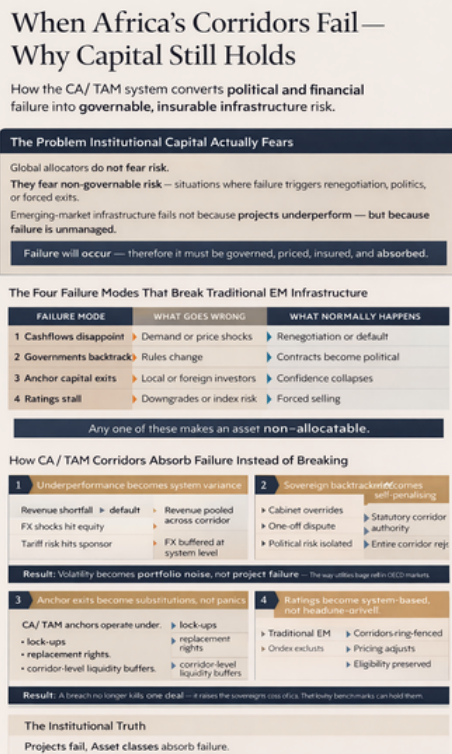 When Africa's Corridors Fail—
Why Capital Still Holds
How the CA/TAM system converts political and financial
failure into governable, insurable infrastructure risk.
The Problem Institutional Capital Actually Fears
Global allocators do not fear risk.
They fear non-governable risk — situations where failure triggers renegotiation, politics,
or forced exits.
Emerging-market infrastructure fails not because projects underperform — but because
failure is unmanaged.
Failure will occur — therefore it must be governed, priced, insured, and absorbed.
The Four Failure Modes That Break Traditional EM Infrastructure
FAILURE MODE WHAT GOES WRONG WHAT NORMALLY HAPPENS
1 Cashflows disappoint Demand or price shocks Renegotiation or default
2 Governments backtrack Rules change Contracts become political
3 Anchor capital exits Local or foreign investors Confidence collapses
4 Ratings stall Downgrades or index risk Forced selling
Any one of these makes an asset non-allocatable.
How CA/TAM Corridors Absorb Failure Instead of Breaking
1 Underperformance becomes system variance
Revenue shortfall ▸ default
FX shocks hit equity
Tariff risk hits sponsor
Revenue pooled
across corridor
FX buffered at
system level
2 Sovereign
self-penalising
Cabinet overrides
One-off dispute
Political risk isolated
Statutory corridor
authority
Entire corridor
Result: Volatility becomes portfolio noise, not project failure — The way utilities
in OECD markets
3 Anchor exits become substitutions, not panics
CA/TAM anchors operate under.
• lock-ups
• replacement rights.
• corridor-level liquidity buffers.
lock-ups
replacement
rights
corridor-level
liquidity buffers
4 Ratings become system-based,
not
Traditional EM
Corridors-ring-fenced
Pricing adjusts
Eligibility preserved
Result: A breach no longer kills one deal — it raises the
The Institutional Truth
Projects fail, Asset classes absorb failure.